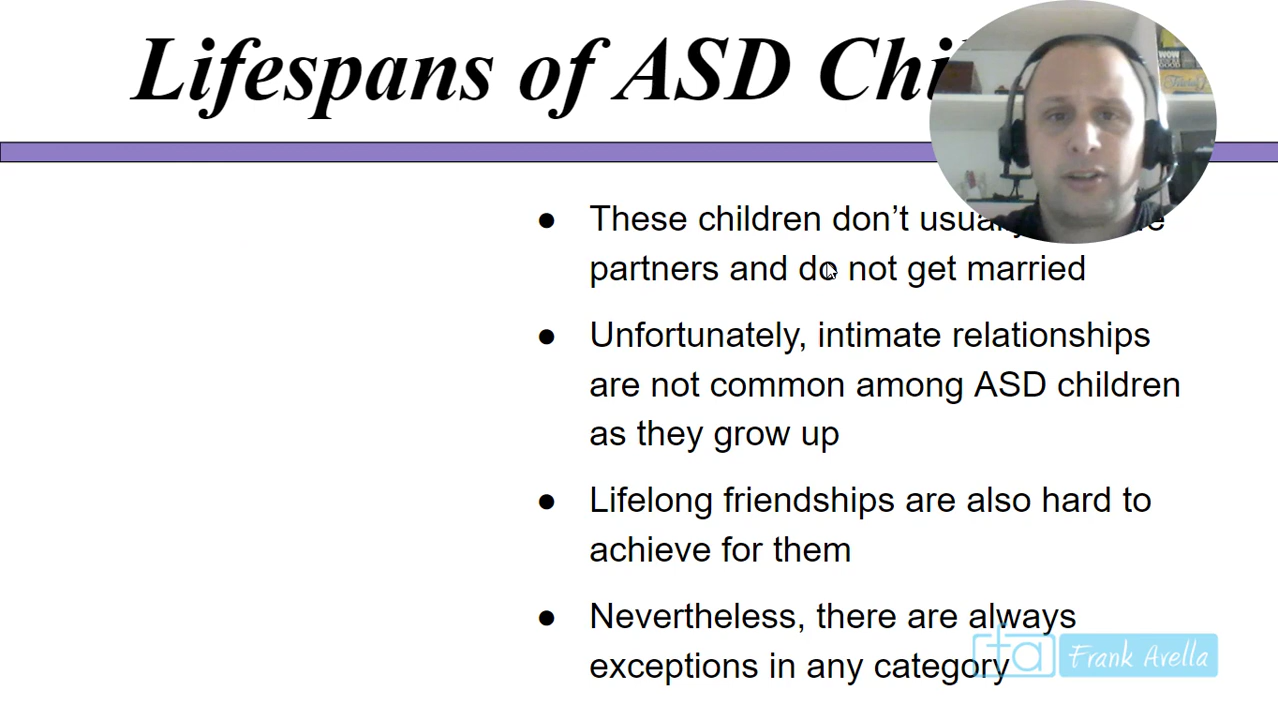 Lifespans of ASD
These children don’t
partners and do not get married
Unfortunately, intimate relationships
are not common among ASD children
as they grow up
Lifelong friendships are also hard to
achieve for them
Nevertheless, there are always
exceptions in any category
fa Frank Avella